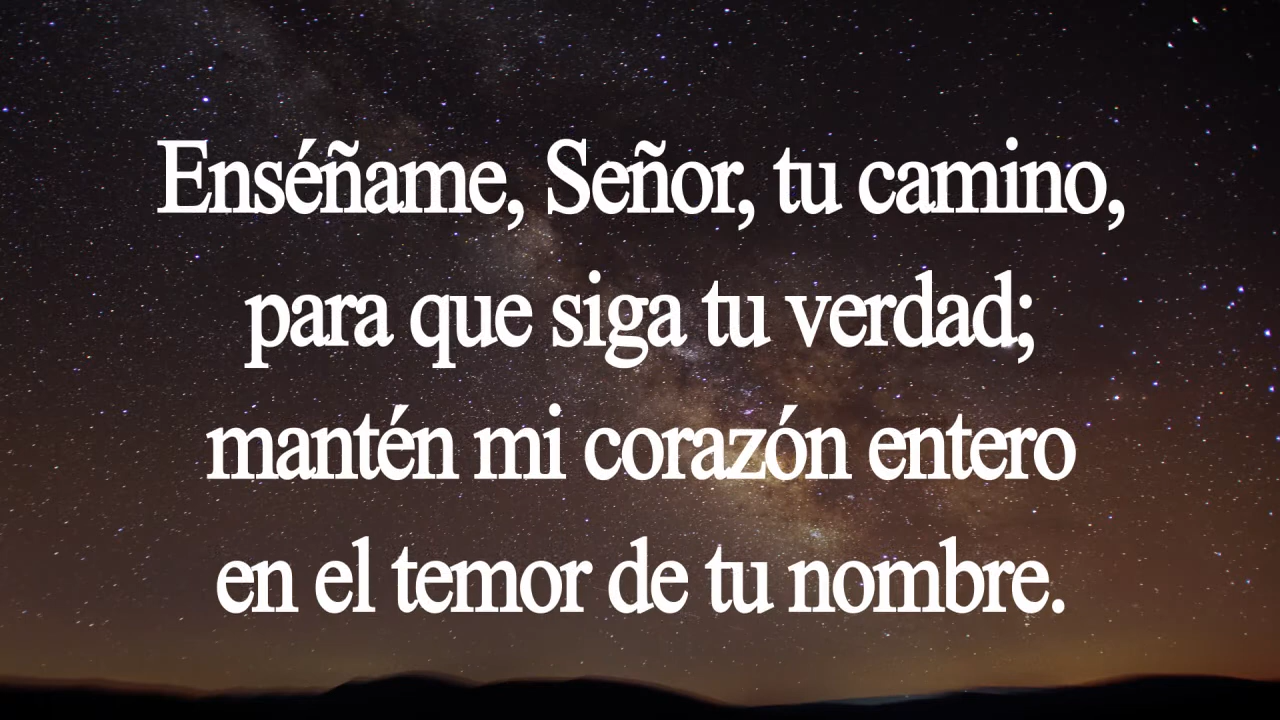 Enséñame, Señor, tu camino,
para que siga tu verdad;
mantén mi corazón entero
en el temor de tu nombre.